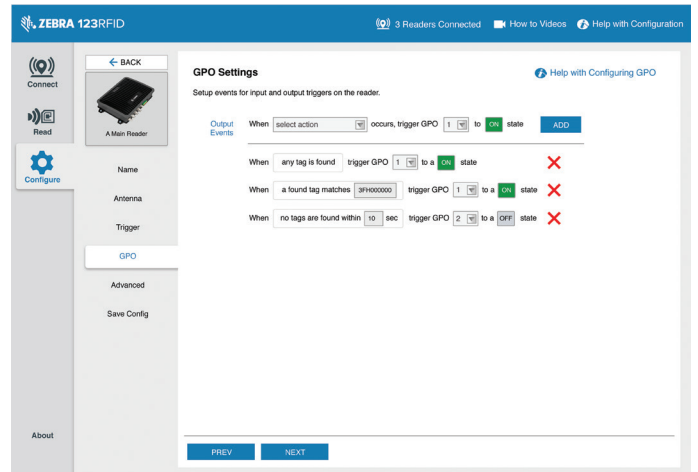 ZEBRA 123RFID
3 Readers Connected
How to Videos
Help with Configuration
Connect
Read
Configure
About
BACK
A Main Reader
Name
Antenna
Trigger
GPO
Advanced
Save Config
GPO Settings
Help with Configuring GPO
Setup events for input and output triggers on the reader.
Output Events
When select action occurs, trigger GPO 1 to ON state ADD
When any tag is found trigger GPO 1 to a ON state
When a found tag matches 3FH000000 trigger GPO 1 to a ON state
When no tags are found within 10 sec trigger GPO 2 to a OFF state
PREV NEXT